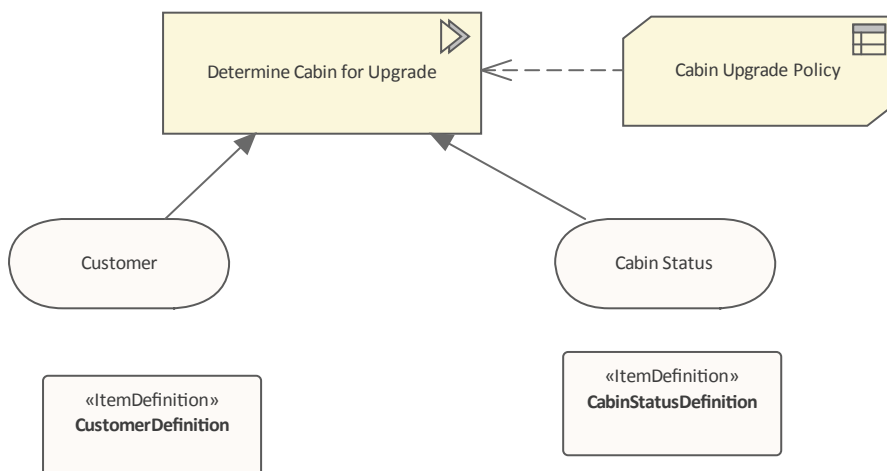 Determine Cabin for Upgrade
Cabin Upgrade Policy
Customer
Cabin Status
«ItemDefinition»
CustomerDefinition
«ItemDefinition»
CabinStatusDefinition